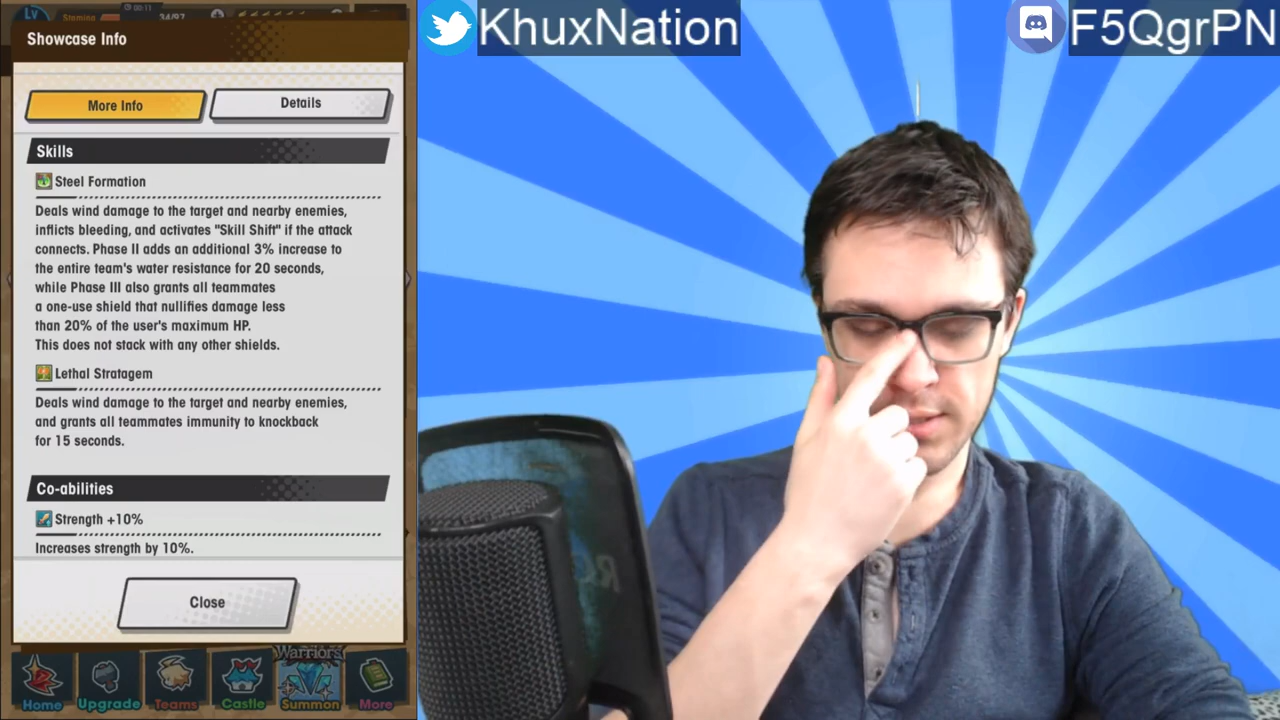 Lv
Stamina
34/97
KhuxNation
F5QgrPN
Showcase Info
More Info
Details
Skills
Steel Formation
Deals wind damage to the target and nearby enemies,
inflicts bleeding, and activates "Skill Shift" if the attack
connects. Phase II adds an additional 3% increase to
the entire team's water resistance for 20 seconds,
while Phase III also grants all teammates
a one-use shield that nullifies damage less
than 20% of the user's maximum HP.
This does not stack with any other shields.
Lethal Stratagem
Deals wind damage to the target and nearby enemies,
and grants all teammates immunity to knockback
for 15 seconds.
Co-abilities
Strength +10%
Increases strength by 10%.
Close
Warriors
Home
Upgrade
Teams
Castle
Summon
More